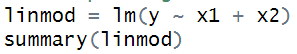 linmod = lm(y ~ x1 + x2)
summary(linmod)